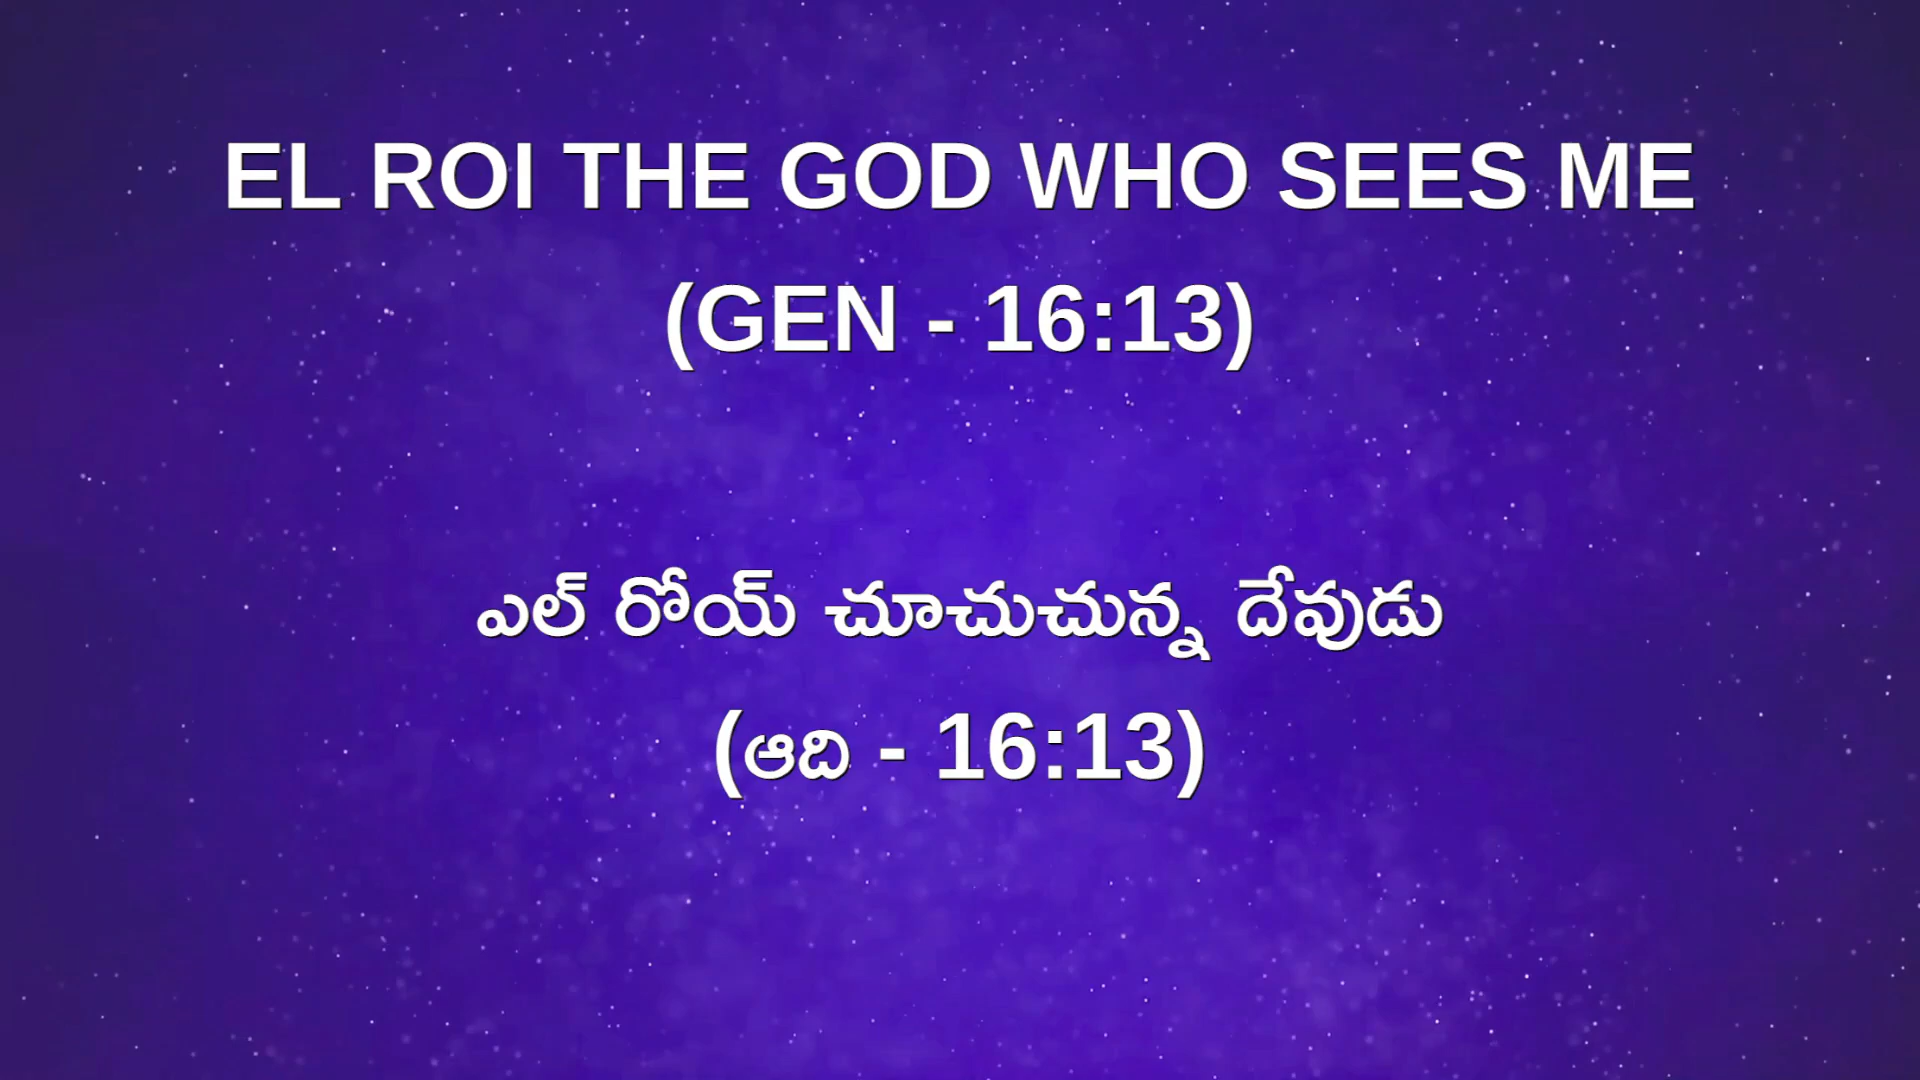 EL ROI THE GOD WHO SEES ME
(GEN - 16:13)
ఎల్ రోయ్ చూచుచున్న దేవుడు
(ఆది - 16:13)